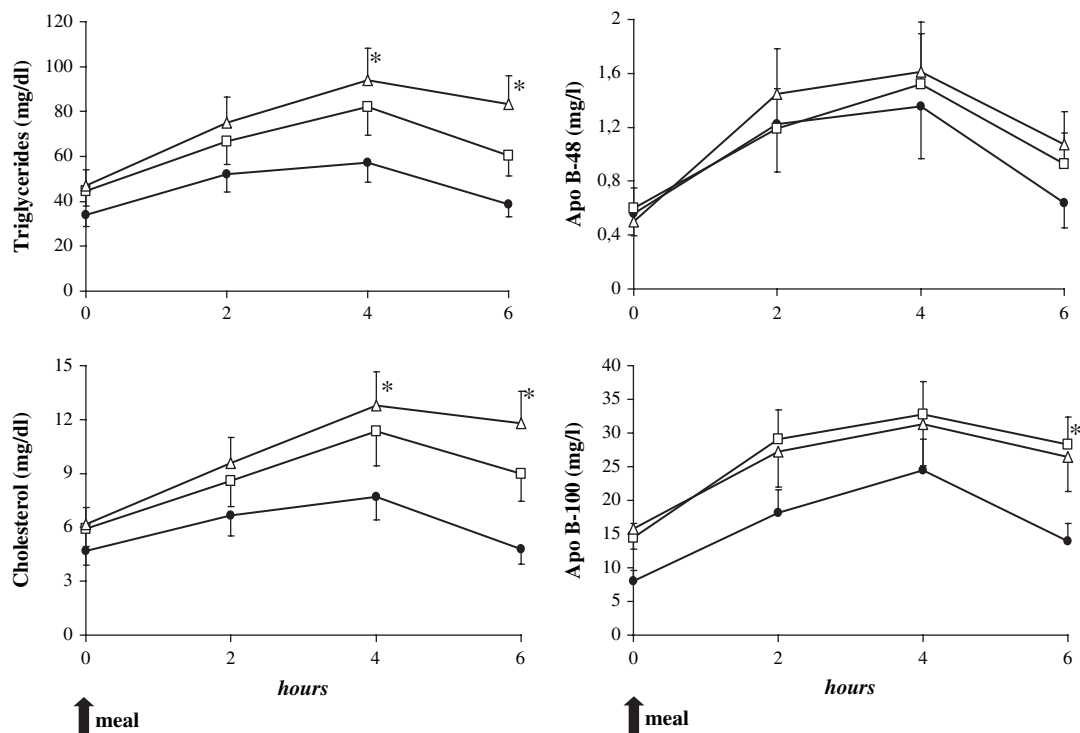 120
100
80
60
40
20
0
Triglycerides (mg/dl)
*
*
0 2 4 6
2
1.6
1.2
0.8
0,4
0
Apo B-48 (mg/l)
0 2 4 6
15
12
9
6
3
0
Cholesterol (mg/dl)
*
*
0 2 4 6
hours
meal
40
35
30
25
20
15
10
5
0
Apo B-100 (mg/l)
*
0 2 4 6
hours
meal